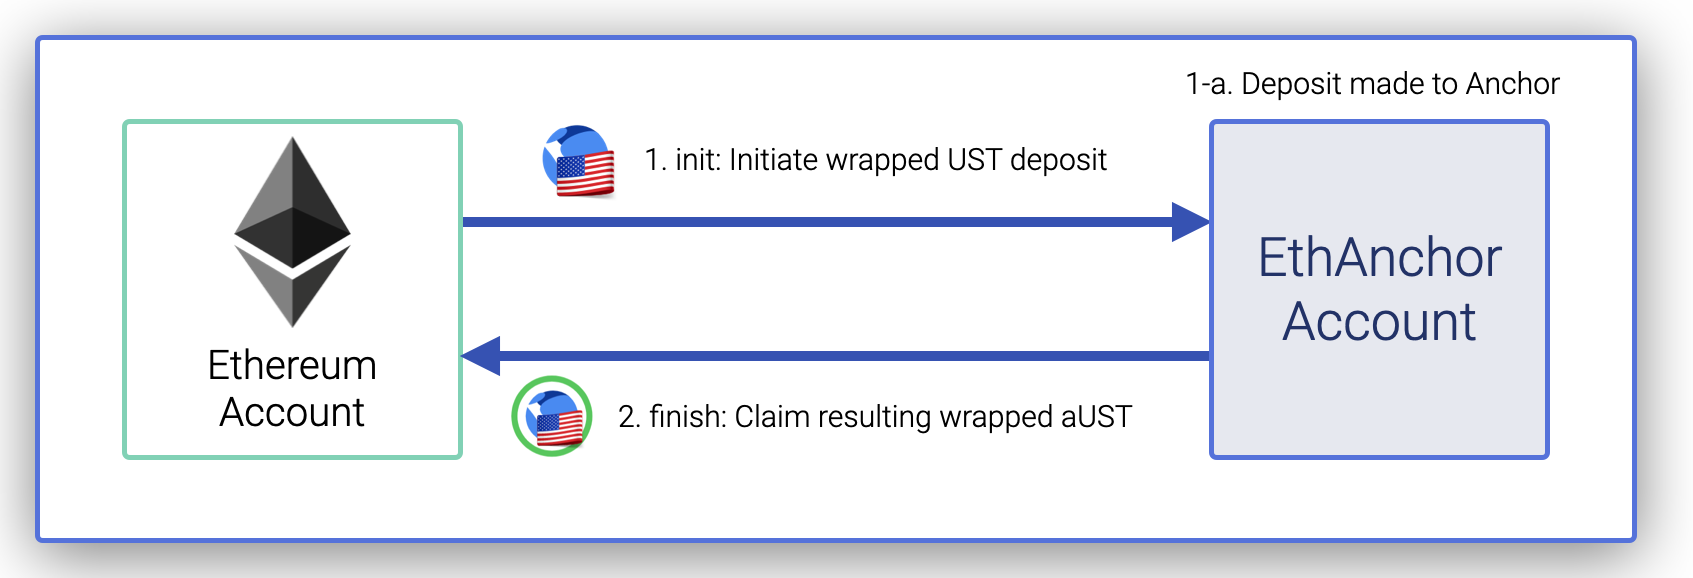 1-a. Deposit made to Anchor
1. init: Initiate wrapped UST deposit
EthAnchor
Account
Ethereum
Account
2. finish: Claim resulting wrapped aUST